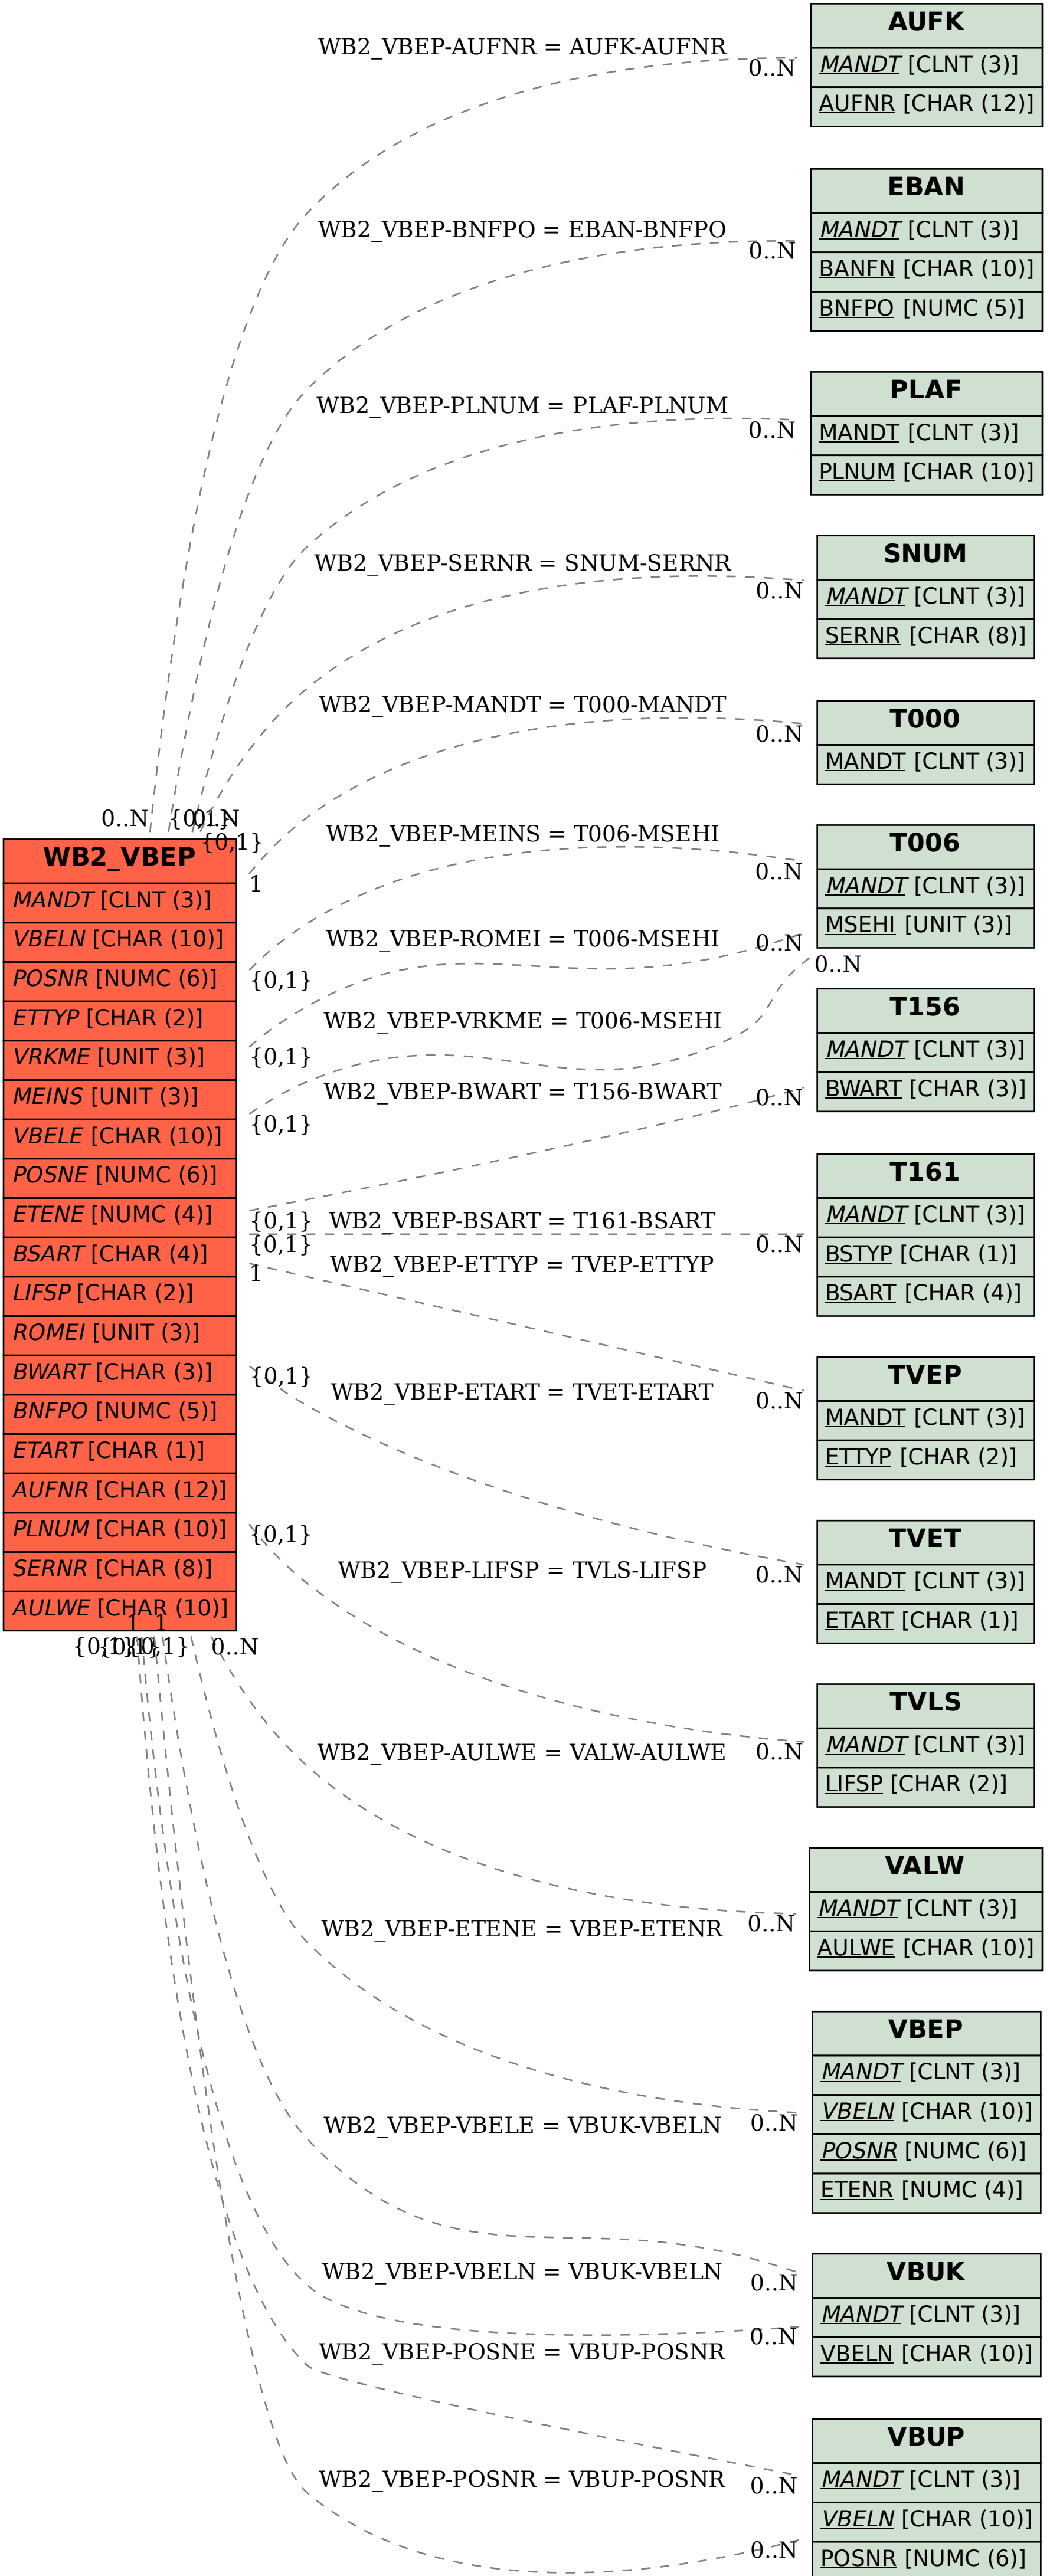 WB2_VBEP-AUFNR = AUFK-AUFNR
0..N
AUFK
MANDT [CLNT (3)]
AUFNR [CHAR (12)]
WB2_VBEP-BNFPO = EBAN-BNFPO
0..N
EBAN
MANDT [CLNT (3)]
BANFN [CHAR (10)]
BNFPO [NUMC (5)]
WB2_VBEP-PLNUM = PLAF-PLNUM
0..N
PLAF
MANDT [CLNT (3)]
PLNUM [CHAR (10)]
WB2_VBEP-SERNR = SNUM-SERNR
0..N
SNUM
MANDT [CLNT (3)]
SERNR [CHAR (8)]
WB2_VBEP-MANDT = T000-MANDT
0..N
T000
MANDT [CLNT (3)]
0..N
{0,1}
0..N
{0,1}
1
WB2_VBEP
MANDT [CLNT (3)]
VBELN [CHAR (10)]
POSNR [NUMC (6)]
ETTYP [CHAR (2)]
VRKME [UNIT (3)]
MEINS [UNIT (3)]
VBELE [CHAR (10)]
POSNE [NUMC (6)]
ETENE [NUMC (4)]
BSART [CHAR (4)]
LIFSP [CHAR (2)]
ROMEI [UNIT (3)]
BWART [CHAR (3)]
BNFPO [NUMC (5)]
ETART [CHAR (1)]
AUFNR [CHAR (12)]
PLNUM [CHAR (10)]
SERNR [CHAR (8)]
AULWE [CHAR (10)]
WB2_VBEP-MEINS = T006-MSEHI
0..N
{0,1}
WB2_VBEP-ROMEI = T006-MSEHI
0..N
{0,1}
T006
MANDT [CLNT (3)]
MSEHI [UNIT (3)]
0..N
WB2_VBEP-VRKME = T006-MSEHI
{0,1}
T156
MANDT [CLNT (3)]
BWART [CHAR (3)]
WB2_VBEP-BWART = T156-BWART
0..N
{0,1}
WB2_VBEP-BSART = T161-BSART
{0,1}
0..N
T161
MANDT [CLNT (3)]
BSTYP [CHAR (1)]
BSART [CHAR (4)]
WB2_VBEP-ETTYP = TVEP-ETTYP
1
0..N
TVEP
MANDT [CLNT (3)]
ETTYP [CHAR (2)]
{0,1}
WB2_VBEP-ETART = TVET-ETART
0..N
TVET
MANDT [CLNT (3)]
ETART [CHAR (1)]
{0,1}
WB2_VBEP-LIFSP = TVLS-LIFSP
0..N
TVLS
MANDT [CLNT (3)]
LIFSP [CHAR (2)]
1
1
{0,1}
{0,1}
{0,1}
0..N
WB2_VBEP-AULWE = VALW-AULWE
0..N
VALW
MANDT [CLNT (3)]
AULWE [CHAR (10)]
WB2_VBEP-ETENE = VBEP-ETENR
0..N
VBEP
MANDT [CLNT (3)]
VBELN [CHAR (10)]
POSNR [NUMC (6)]
ETENR [NUMC (4)]
WB2_VBEP-VBELE = VBUK-VBELN
0..N
VBUK
MANDT [CLNT (3)]
VBELN [CHAR (10)]
WB2_VBEP-VBELN = VBUK-VBELN
0..N
WB2_VBEP-POSNE = VBUP-POSNR
0..N
VBUP
MANDT [CLNT (3)]
VBELN [CHAR (10)]
POSNR [NUMC (6)]
WB2_VBEP-POSNR = VBUP-POSNR
0..N